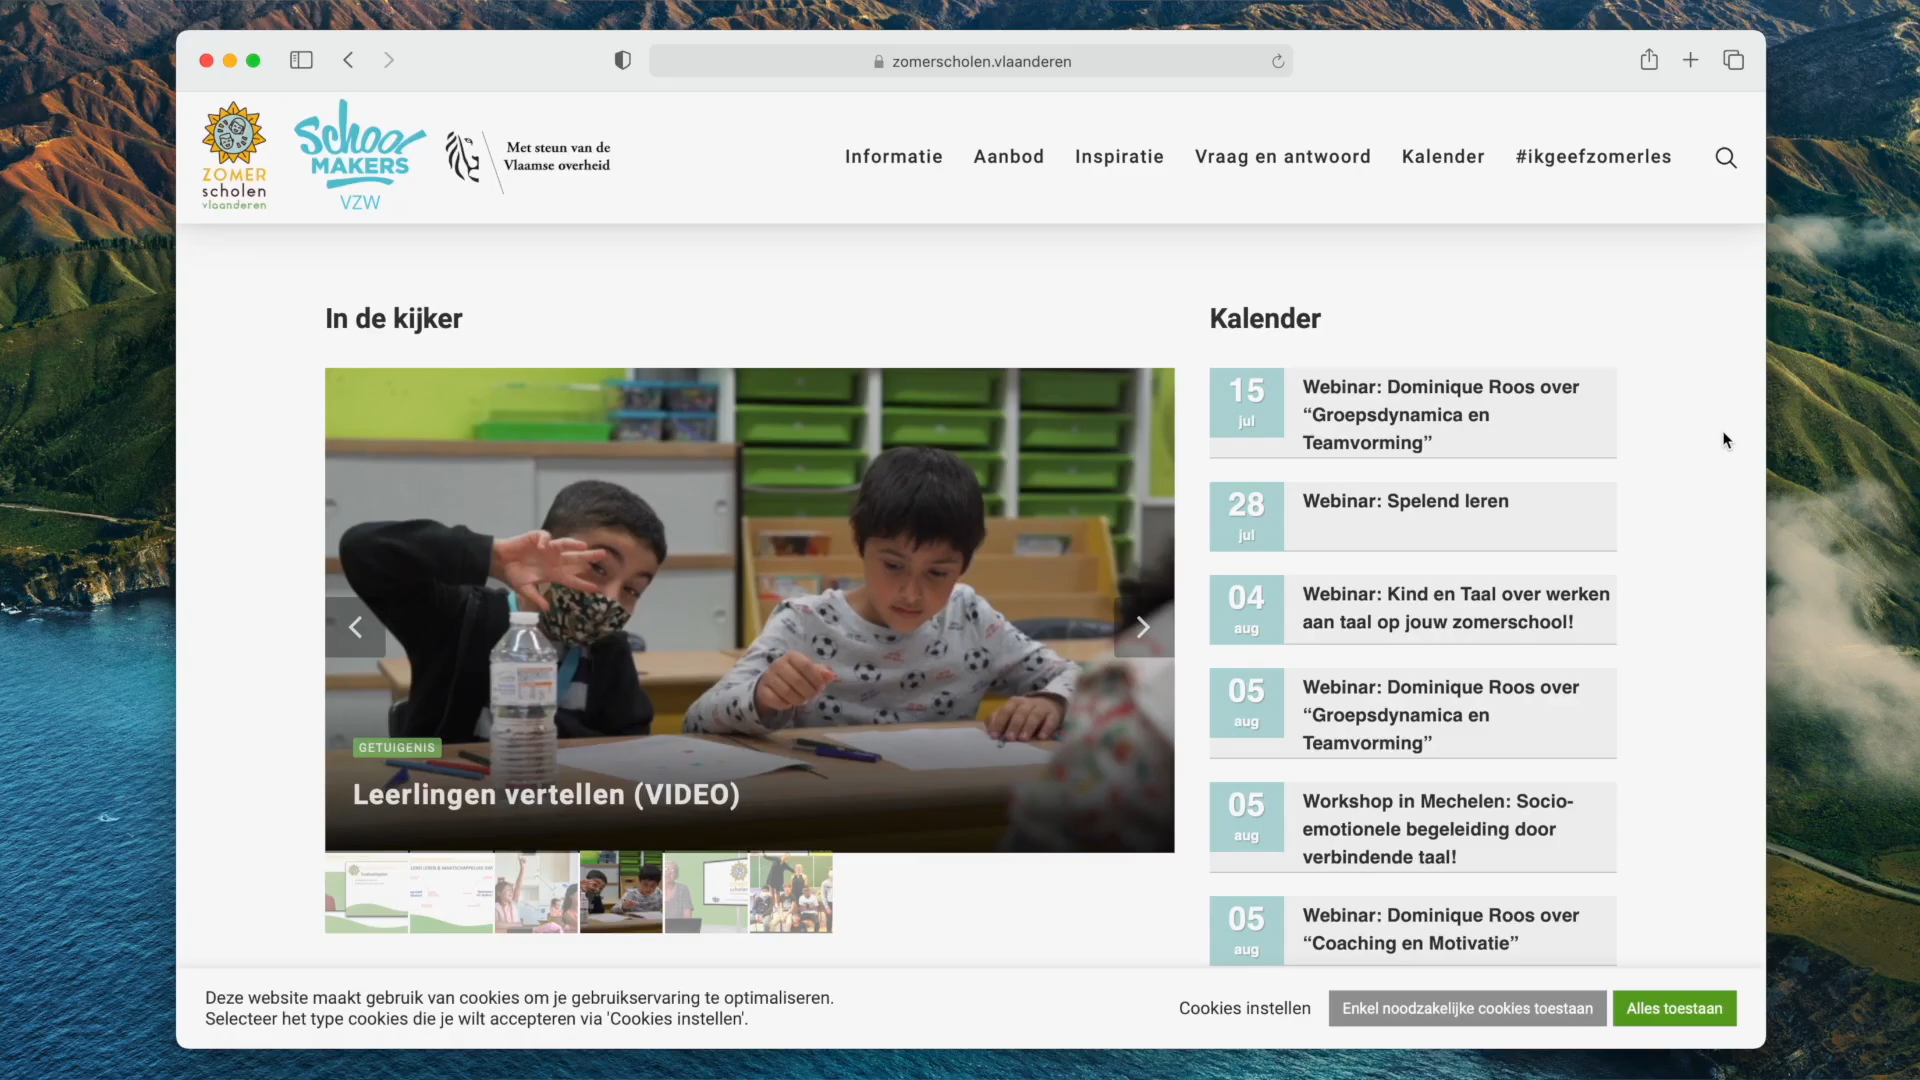 zomerscholen.vlaanderen
ZOMER
scholen
vlaanderen
School
MAKERS
VZW
Met steun van de
Vlaamse overheid
Informatie
Aanbod
Inspiratie
Vraag en antwoord
Kalender
#ikgeefzomerles
In de kijker
GETUIGENIS
Leerlingen vertellen (VIDEO)
Kalender
15
jul
Webinar: Dominique Roos over
“Groepsdynamica en
Teamvorming”
28
jul
Webinar: Spelend leren
04
aug
Webinar: Kind en Taal over werken
aan taal op jouw zomerschool!
05
aug
Webinar: Dominique Roos over
“Groepsdynamica en
Teamvorming”
05
aug
Workshop in Mechelen: Socio-
emotionele begeleiding door
verbindende taal!
05
aug
Webinar: Dominique Roos over
“Coaching en Motivatie”
Deze website maakt gebruik van cookies om je gebruikservaring te optimaliseren.
Selecteer het type cookies die je wilt accepteren via 'Cookies instellen'.
Cookies instellen
Enkel noodzakelijke cookies toestaan
Alles toestaan